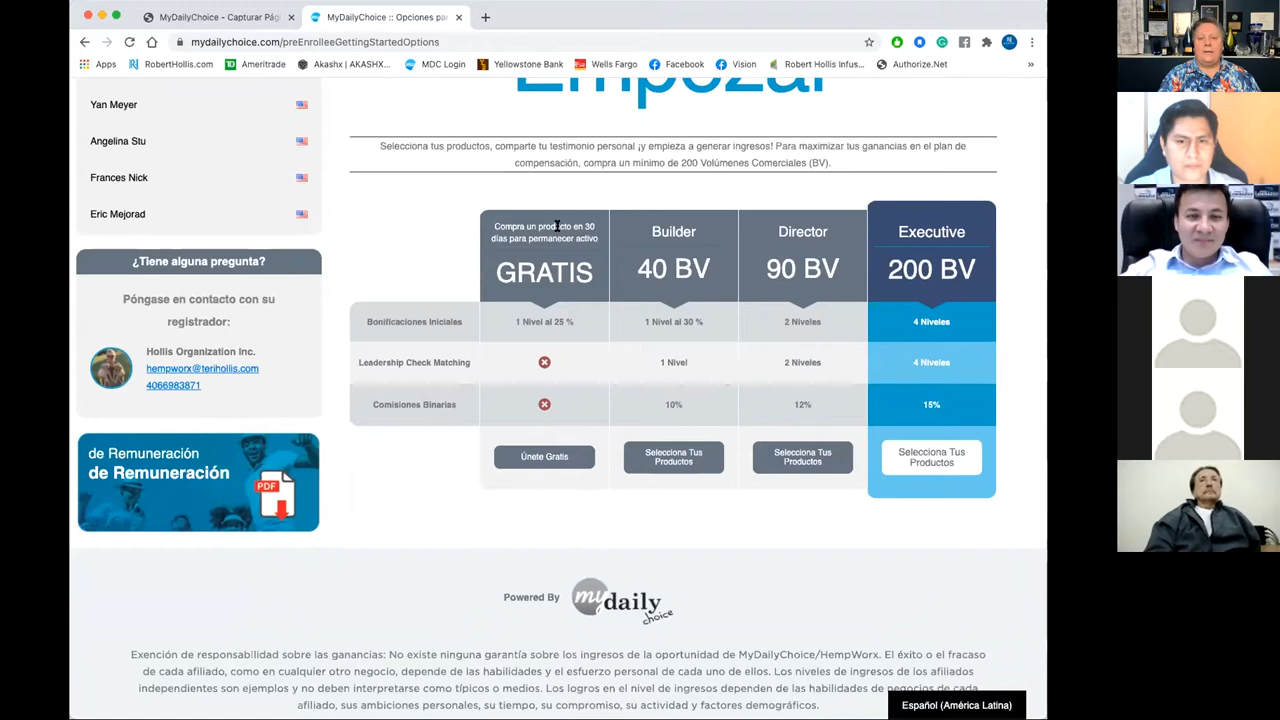 MyDailyChoice - Capturar Pág
MyDailyChoice :: Opciones pa
mydailychoice.com/preEnrolleeGettingStartedOptions
Apps
RobertHollis.com
Ameritrade
Akashx | AKASHX...
MDC Login
Yellowstone Bank
Wells Fargo
Facebook
Vision
Robert Hollis Infus...
Authorize.Net
»
Empezar
Yan Meyer
Angelina Stu
Frances Nick
Eric Mejorad
¿Tiene alguna pregunta?
Póngase en contacto con su
registrador:
Hollis Organization Inc.
hempworx@terihollis.com
4066983871
de Remuneración
de Remuneración
PDF
Selecciona tus productos, comparte tu testimonio personal ¡y empieza a generar ingresos! Para maximizar tus ganancias en el plan de
compensación, compra un mínimo de 200 Volúmenes Comerciales (BV).
Compra un producto en 30
días para permanecer activo
GRATIS
Builder
40 BV
Director
90 BV
Executive
200 BV
Bonificaciones Iniciales
1 Nivel al 25 %
1 Nivel al 30 %
2 Niveles
4 Niveles
Leadership Check Matching
1 Nivel
2 Niveles
4 Niveles
Comisiones Binarias
10%
12%
15%
Únete Gratis
Selecciona Tus
Productos
Selecciona Tus
Productos
Selecciona Tus
Productos
Powered By
mydaily
choice
Exención de responsabilidad sobre las ganancias: No existe ninguna garantía sobre los ingresos de la oportunidad de MyDailyChoice/HempWorx. El éxito o el fracaso
de cada afiliado, como en cualquier otro negocio, depende de las habilidades y el esfuerzo personal de cada uno de ellos. Los niveles de ingresos de los afiliados
independientes son ejemplos y no deben interpretarse como típicos o medios. Los logros en el nivel de ingresos dependen de las habilidades de negocios de cada
afiliado, sus ambiciones personales, su tiempo, su compromiso, su actividad y factores demográficos.
Español (América Latina)